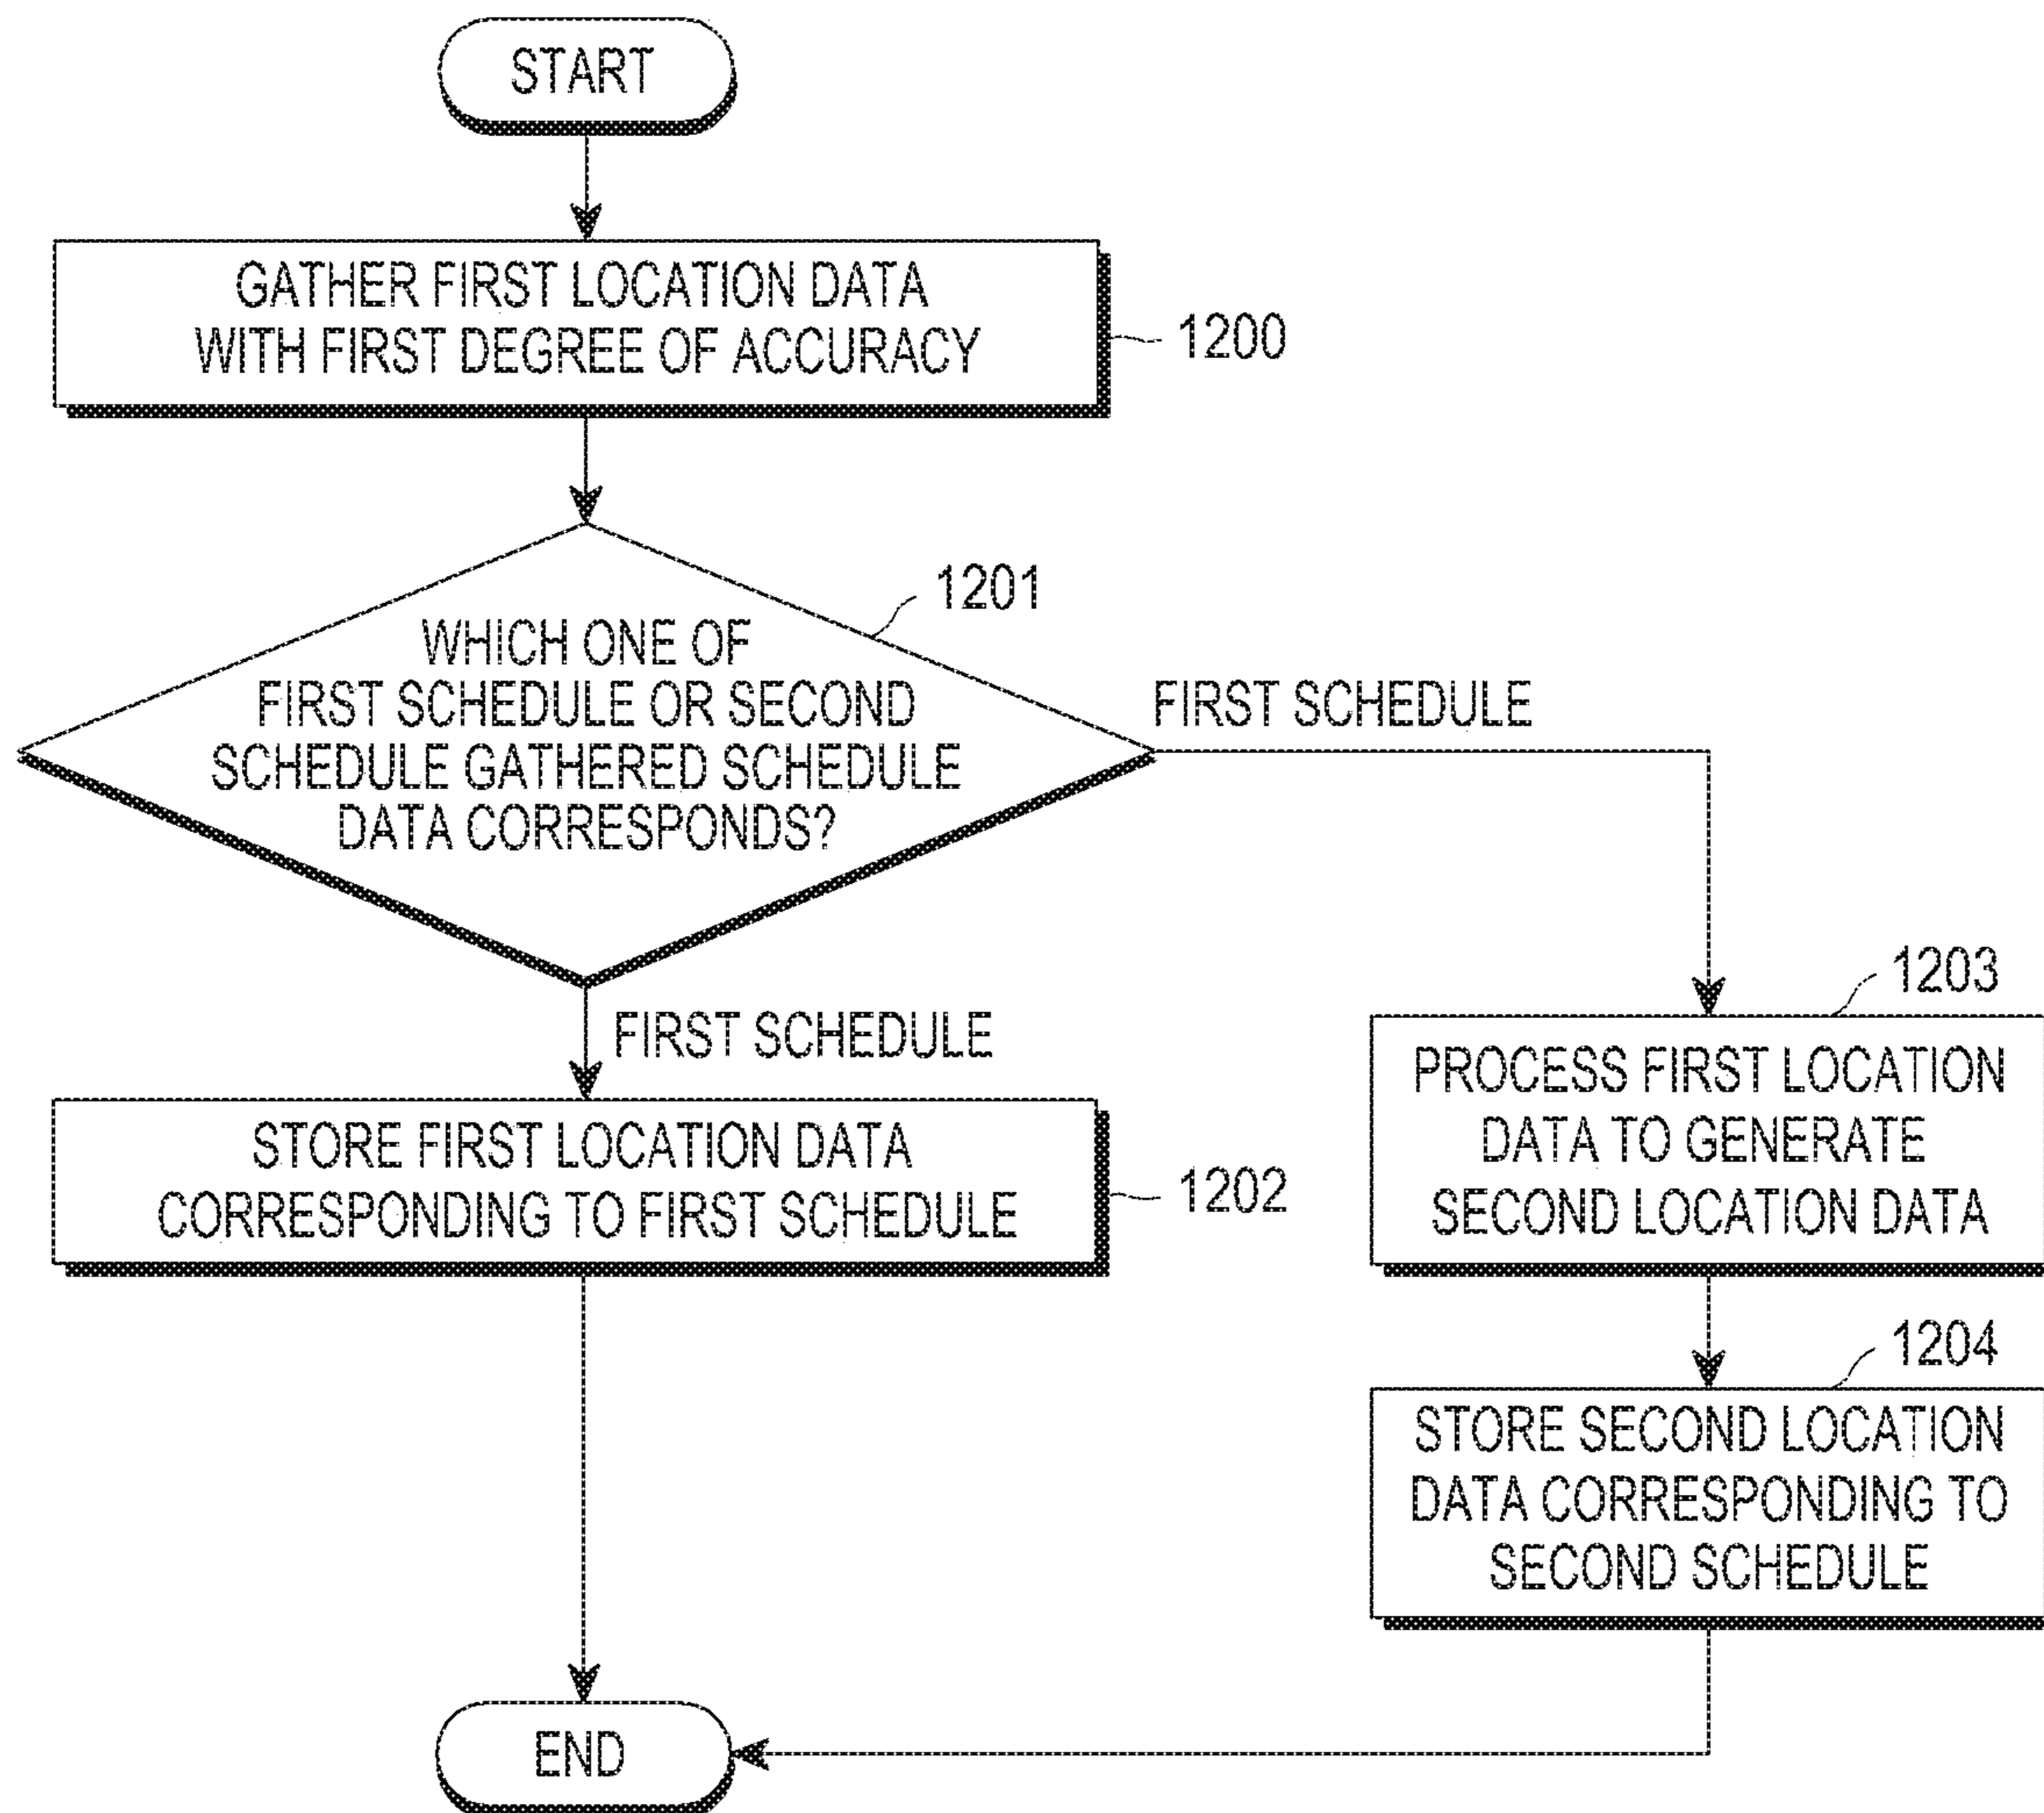 START
GATHER FIRST LOCATION DATA
WITH FIRST DEGREE OF ACCURACY
1200
1201
WHICH ONE OF
FIRST SCHEDULE OR SECOND
SCHEDULE GATHERED SCHEDULE
DATA CORRESPONDS?
FIRST SCHEDULE
FIRST SCHEDULE
STORE FIRST LOCATION DATA
CORRESPONDING TO FIRST SCHEDULE
1202
1203
PROCESS FIRST LOCATION
DATA TO GENERATE
SECOND LOCATION DATA
1204
STORE SECOND LOCATION
DATA CORRESPONDING TO
SECOND SCHEDULE
END